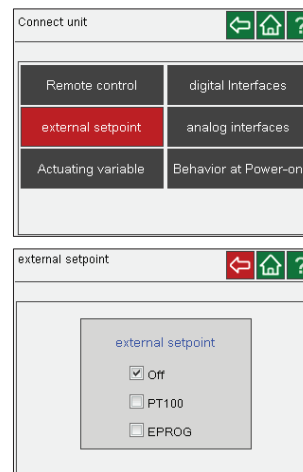 Connect unit
?
Remote control
digital Interfaces
external setpoint
analog interfaces
Actuating variable
Behavior at Power-on
external setpoint
?
external setpoint
Off
PT100
EPROG